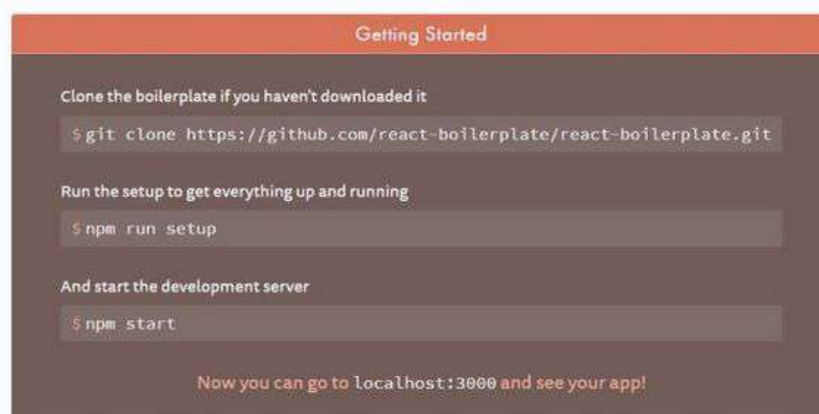 Getting Started
Clone the boilerplate if you haven't downloaded it
$ git clone https://github.com/react-boilerplate/react-boilerplate.git
Run the setup to get everything up and running
$ npm run setup
And start the development server
$ npm start
Now you can go to localhost:3000 and see your app!